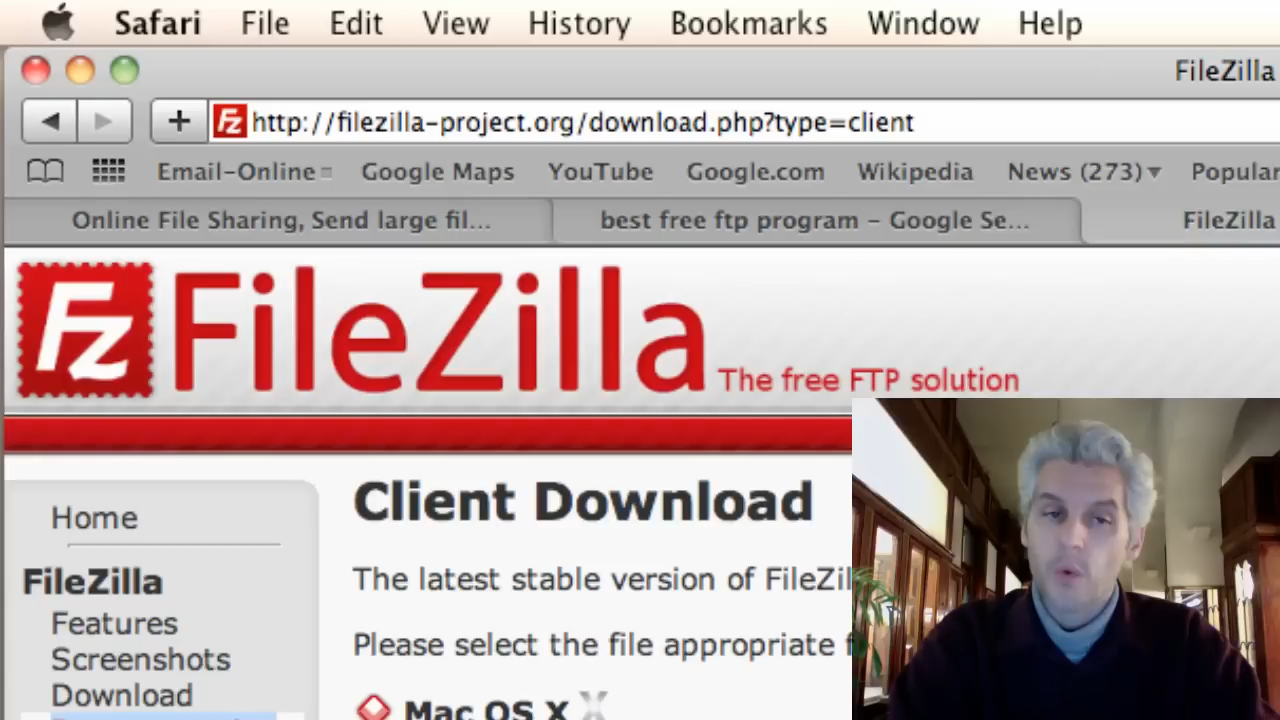 Safari File Edit View History Bookmarks Window Help
FileZilla
FZ http://filezilla-project.org/download.php?type=client
Email-Online Google Maps YouTube Google.com Wikipedia News (273) Popular
Online File Sharing, Send large fil... best free ftp program - Google Se... FileZilla
FZ FileZilla The free FTP solution
Client Download
Home
The latest stable version of FileZil
FileZilla
Features
Please select the file appropriate f
Screenshots
Download
Mac OS X X